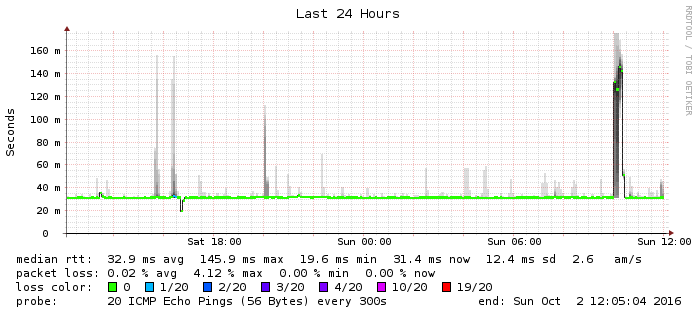 Last 24 Hours
RRDTOOL / TOBI OETIKER
Seconds
160 m
140 m
120 m
100 m
80 m
60 m
40 m
20 m
0
Sat 18:00 Sun 00:00 Sun 06:00 Sun 12:00
median rtt: 32.9 ms avg 145.9 ms max 19.6 ms min 31.4 ms now 12.4 ms sd 2.6 am/s
packet loss: 0.02 % avg 4.12 % max 0.00 % min 0.00 % now
loss color: 0 1/20 2/20 3/20 4/20 10/20 19/20
probe: 20 ICMP Echo Pings (56 Bytes) every 300s end: Sun Oct 2 12:05:04 2016